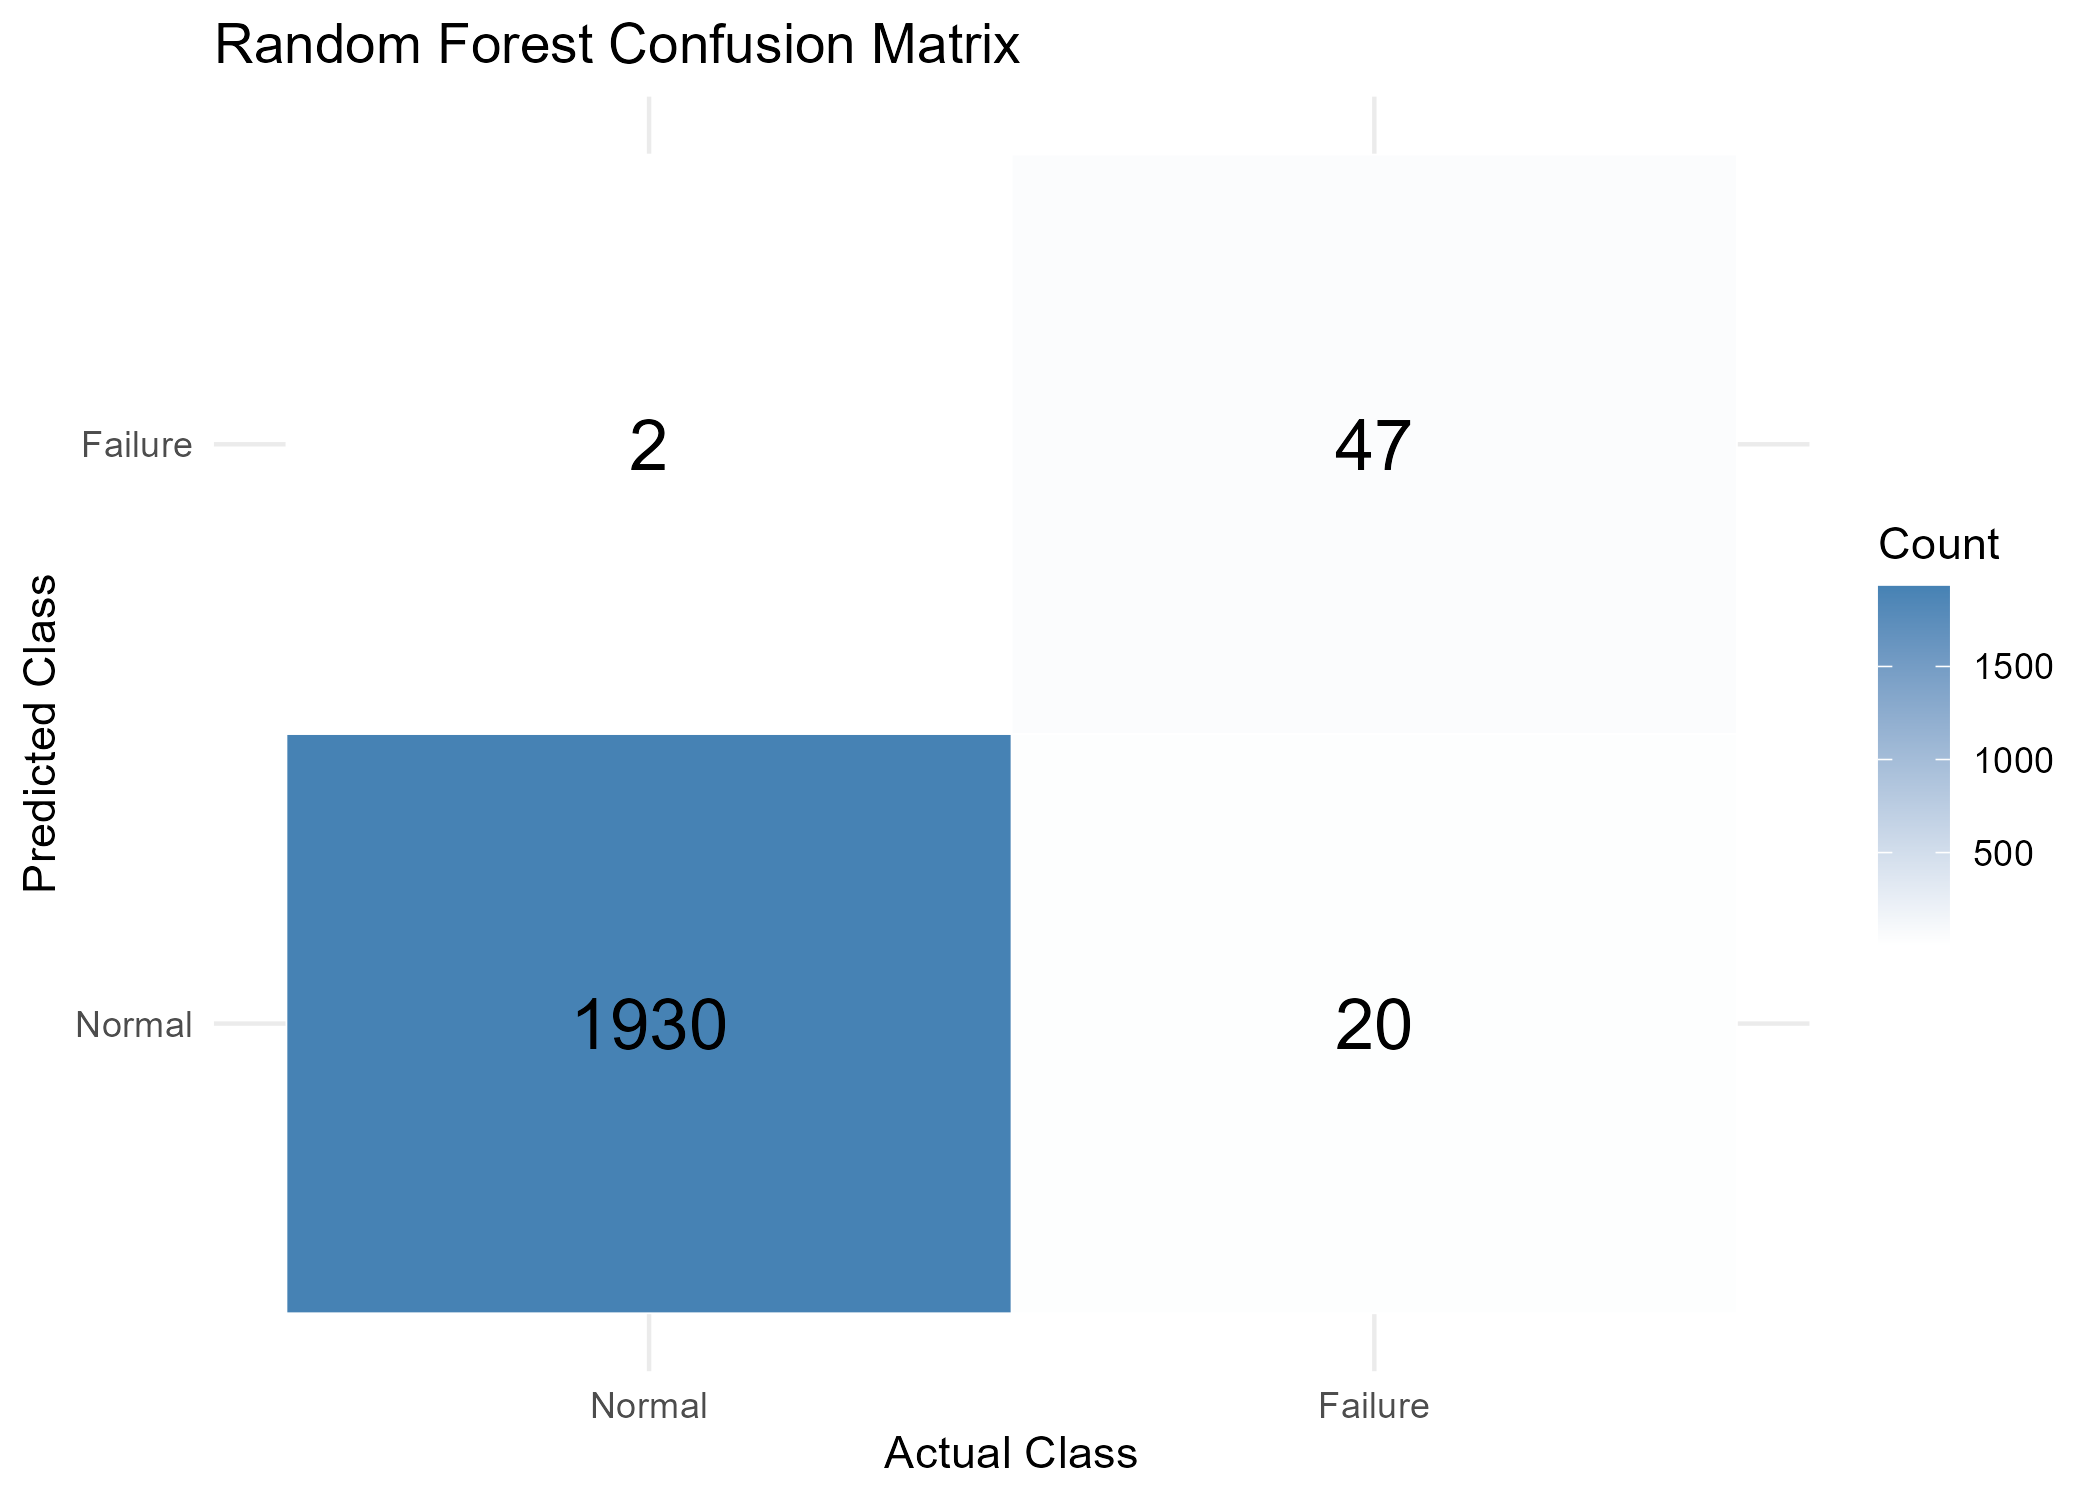 Random Forest Confusion Matrix
Predicted Class
Failure
2
47
Normal
1930
20
Normal
Failure
Actual Class
Count
1500
1000
500